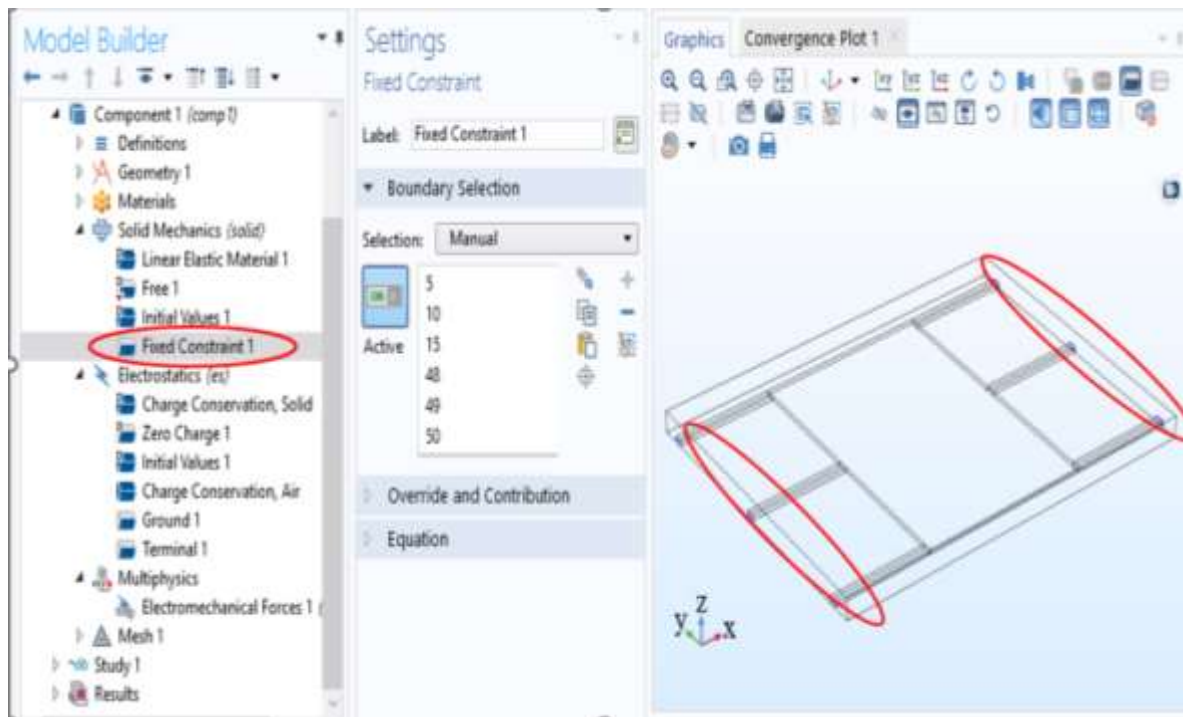 Model Builder
Component 1 (comp1)
Definitions
Geometry 1
Materials
Solid Mechanics (solid)
Linear Elastic Material 1
Free 1
Initial Values 1
Fixed Constraint 1
Electrostatics (es)
Charge Conservation, Solid
Zero Charge 1
Initial Values 1
Charge Conservation, Air
Ground 1
Terminal 1
Multiphysics
Electromechanical Forces 1 (
Mesh 1
Study 1
Results
Settings
Fixed Constraint
Label: Fixed Constraint 1
Boundary Selection
Selection: Manual
5
10
Active 15
48
49
50
Override and Contribution
Equation
Graphics Convergence Plot 1
z
y x